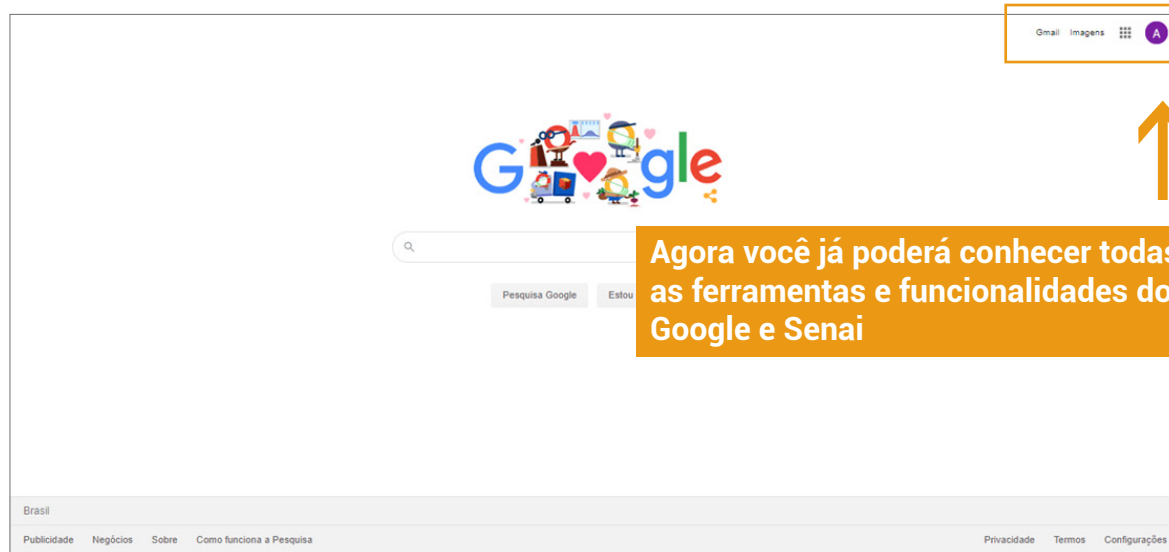 Gmail Imagens A
Google
Agora você já poderá conhecer todas
as ferramentas e funcionalidades do
Google e Senai
Pesquisa Google Estou
Brasil
Publicidade Negócios Sobre Como funciona a Pesquisa Privacidade Termos Configurações